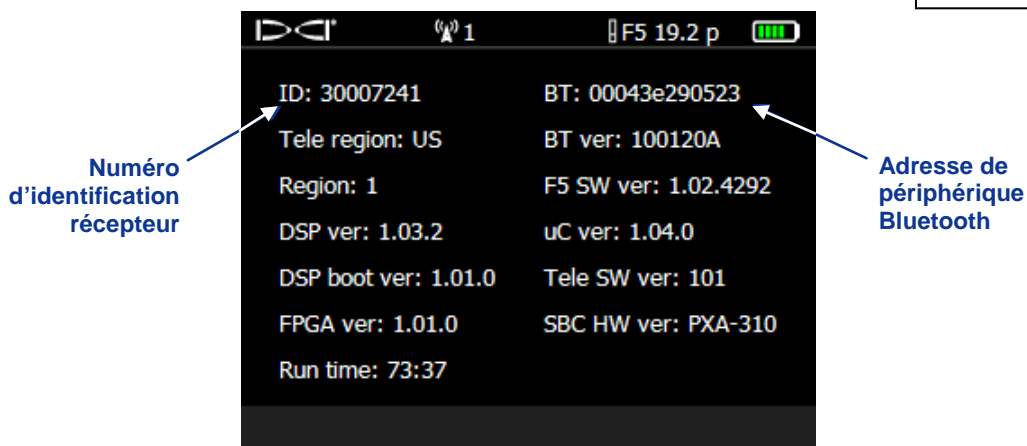 DCI 1 F5 19.2 p
ID: 30007241 BT: 00043e290523
Tele region: US BT ver: 100120A
Region: 1 F5 SW ver: 1.02.4292
DSP ver: 1.03.2 uC ver: 1.04.0
DSP boot ver: 1.01.0 Tele SW ver: 101
FPGA ver: 1.01.0 SBC HW ver: PXA-310
Run time: 73:37
Numéro
d'identification
récepteur
Adresse de
périphérique
Bluetooth